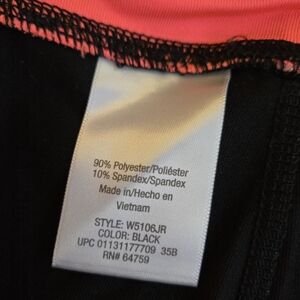 90% Polyester/Poliéster
10% Spandex/Spandex
Made in/Hecho en
Vietnam
STYLE: W5106JR
COLOR: BLACK
UPC 01131177709 35B
RN# 64759